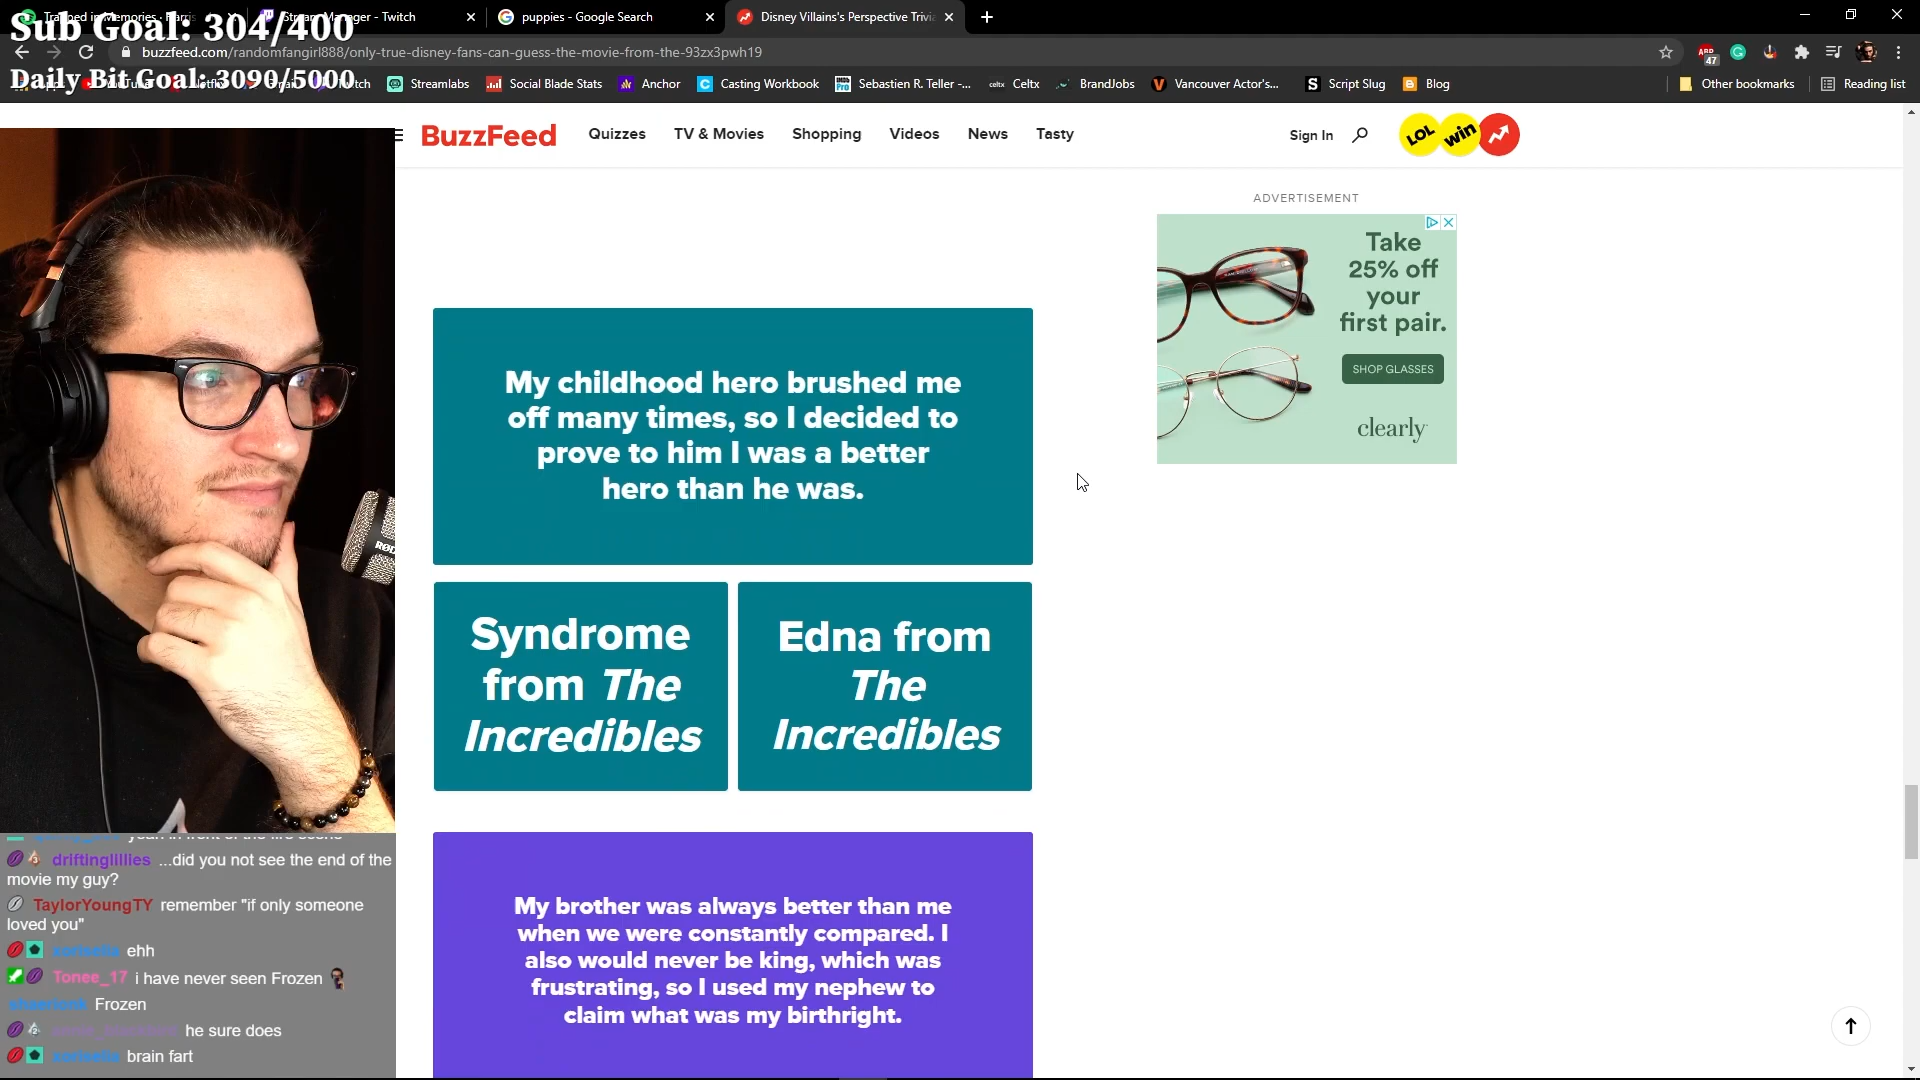 Sub Goal: 304/400
Daily Bit Goal: 3090/5000
Manager - Twitch
puppies - Google Search
Disney Villains's Perspective Trivia
buzzfeed.com/randomfangirl888/only-true-disney-fans-can-guess-the-movie-from-the-93zx3pwh19
47
Streamlabs
Social Blade Stats
Anchor
Casting Workbook
Sebastien R. Teller -...
celtx
Celtx
BrandJobs
Vancouver Actor's...
Script Slug
Blog
Other bookmarks
Reading list
BuzzFeed
Quizzes
TV & Movies
Shopping
Videos
News
Tasty
Sign In
LOL
win
ADVERTISEMENT
Take
25% off
your
first pair.
SHOP GLASSES
clearly
My childhood hero brushed me
off many times, so I decided to
prove to him I was a better
hero than he was.
Syndrome
from The
Incredibles
Edna from
The
Incredibles
My brother was always better than me
when we were constantly compared. I
also would never be king, which was
frustrating, so I used my nephew to
claim what was my birthright.
driftinglillies ...did you not see the end of the
movie my guy?
TaylorYoungTY remember "if only someone
loved you"
ehh
Tonee_17 i have never seen Frozen
Frozen
he sure does
brain fart